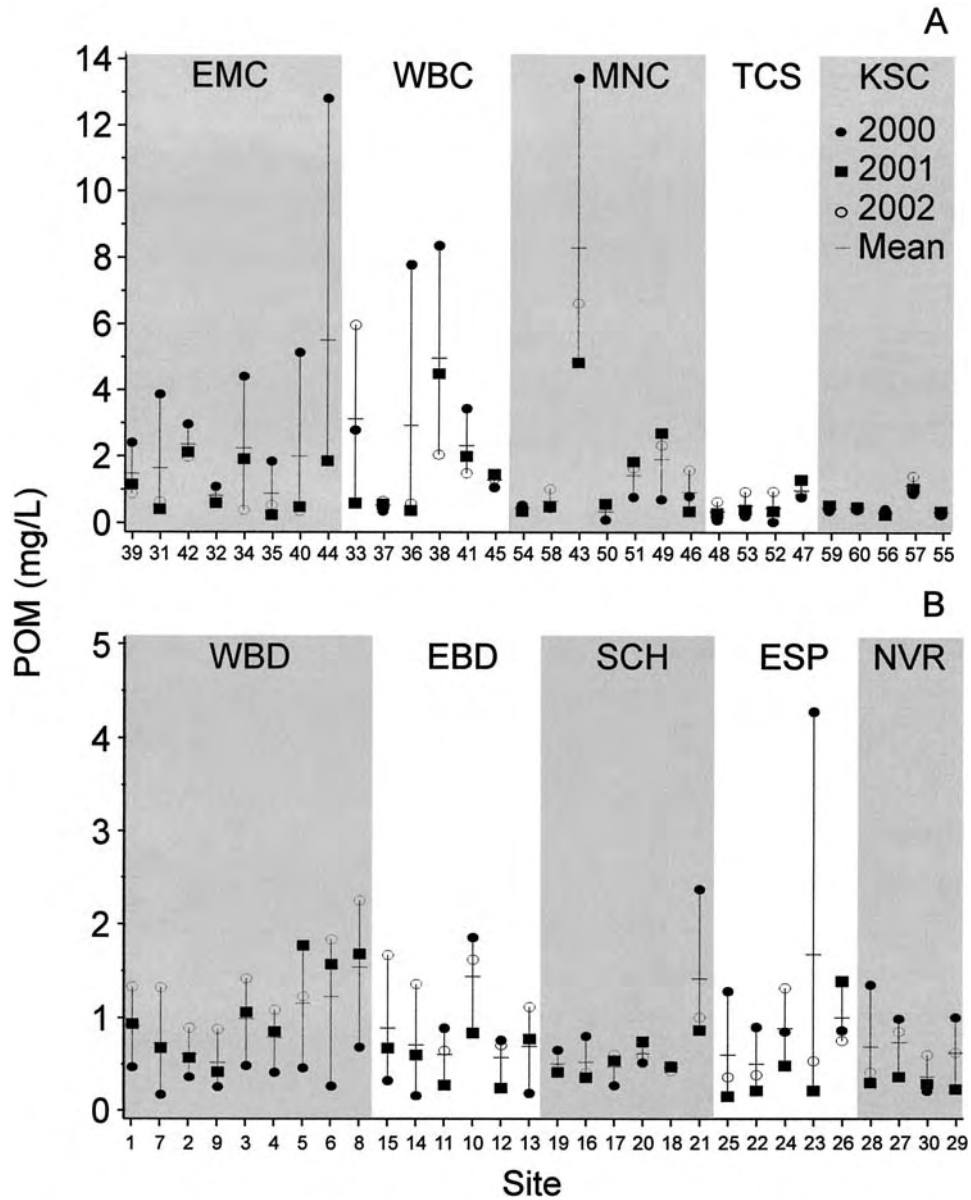 A
14
12
10
8
6
4
2
0
EMC
WBC
MNC
TCS
KSC
2000
2001
2002
Mean
39 31 42 32 34 35 40 44 33 37 36 38 41 45 54 58 43 50 51 49 46 48 53 52 47 59 60 56 57 55
POM (mg/L)
B
5
4
3
2
1
0
WBD
EBD
SCH
ESP
NVR
1 7 2 9 3 4 5 6 8 15 14 11 10 12 13 19 16 17 20 18 21 25 22 24 23 26 28 27 30 29
Site